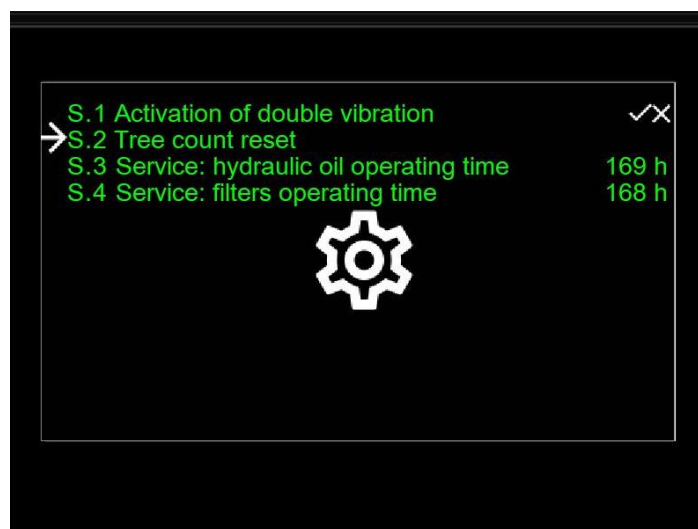 S.1 Activation of double vibration
S.2 Tree count reset
S.3 Service: hydraulic oil operating time 169 h
S.4 Service: filters operating time 168 h